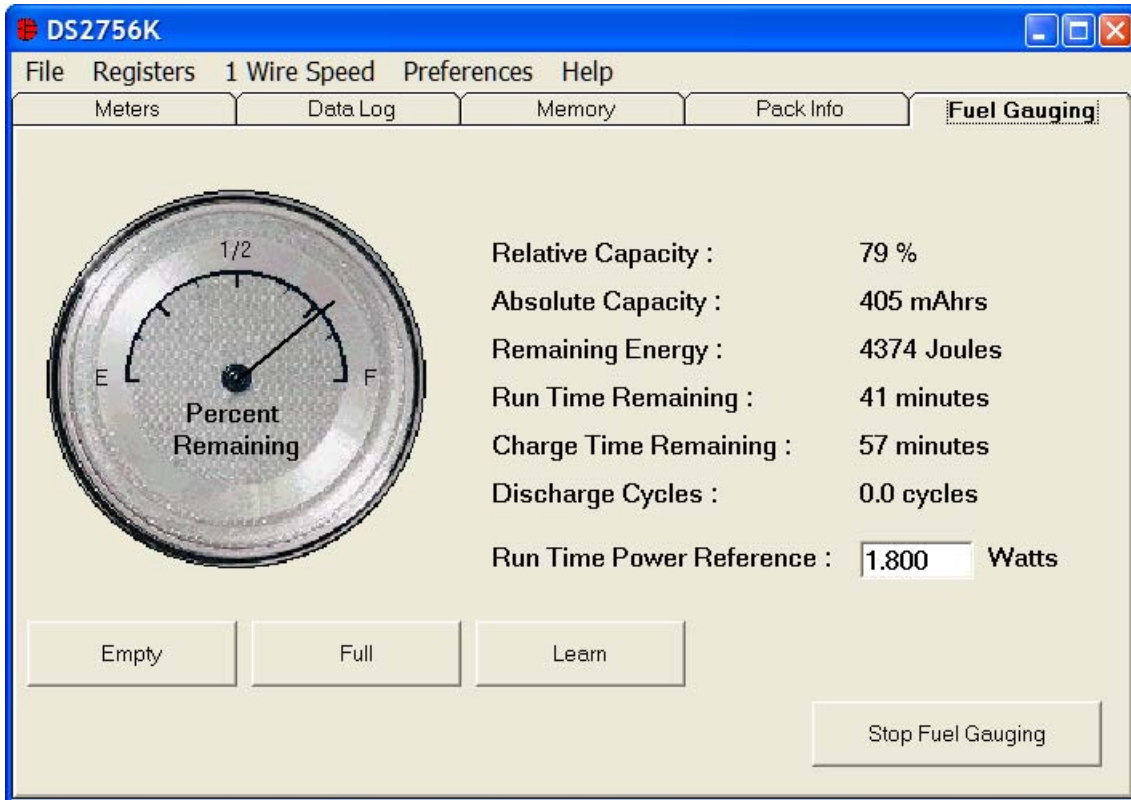 DS2756K
File Registers 1 Wire Speed Preferences Help
Meters Data Log Memory Pack Info Fuel Gauging
1/2
E F
Percent
Remaining
Relative Capacity : 79 %
Absolute Capacity : 405 mAhrs
Remaining Energy : 4374 Joules
Run Time Remaining : 41 minutes
Charge Time Remaining : 57 minutes
Discharge Cycles : 0.0 cycles
Run Time Power Reference : 1.800 Watts
Empty Full Learn
Stop Fuel Gauging